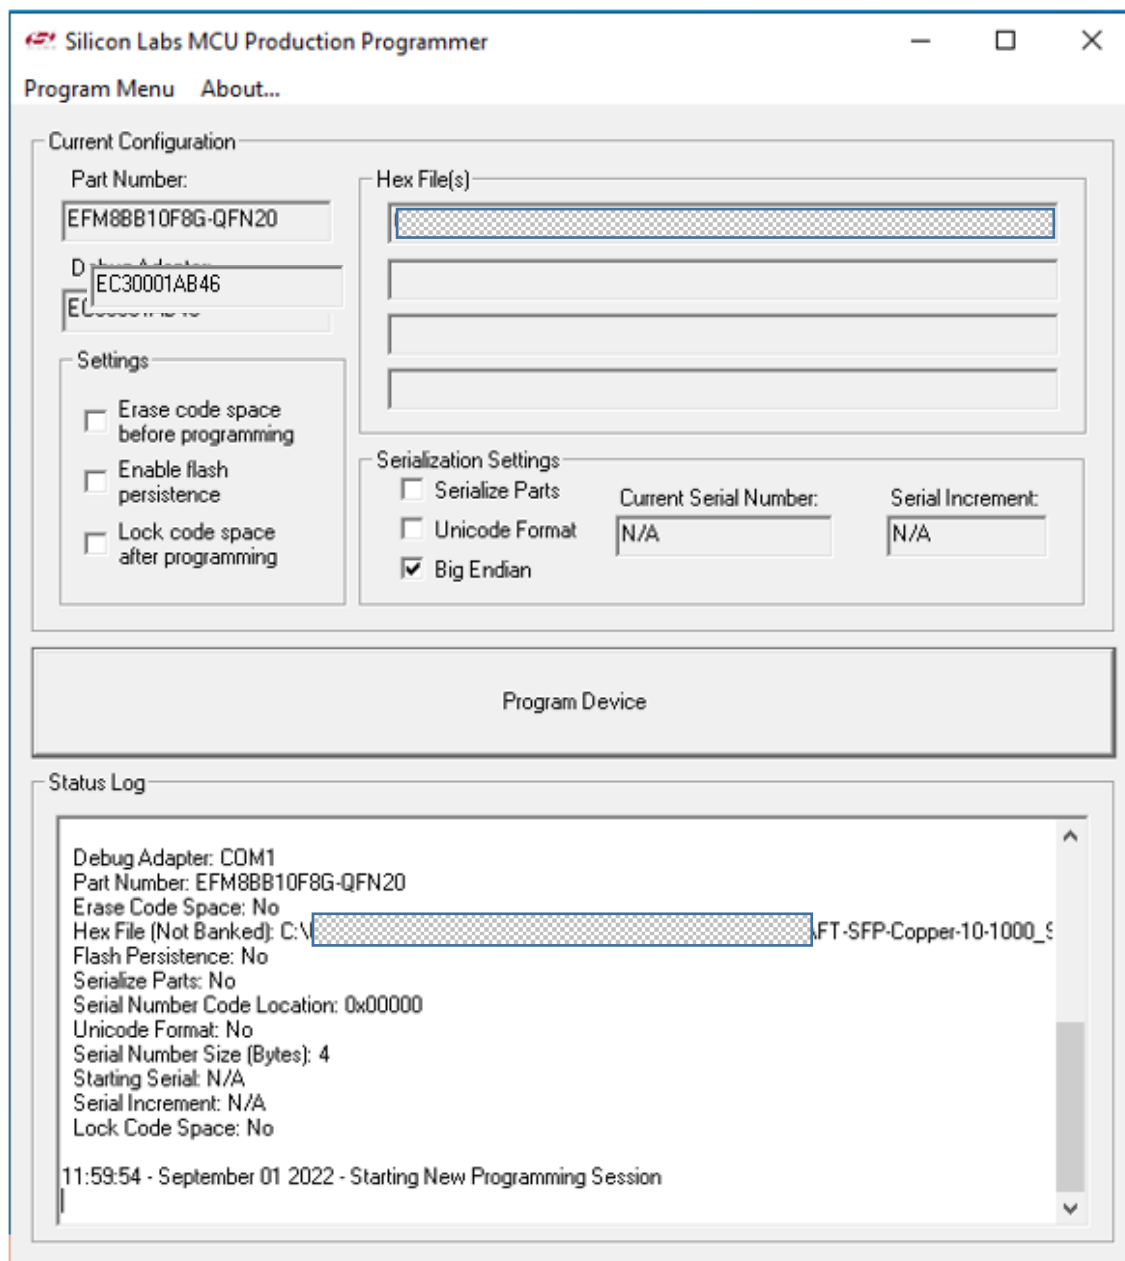 Silicon Labs MCU Production Programmer
Program Menu About...
Current Configuration
Part Number:
EFM8BB10F8G-QFN20
EC30001AB46
Settings
Erase code space
before programming
Enable flash
persistence
Lock code space
after programming
Hex File(s)
Serialization Settings
Serialize Parts
Unicode Format
Big Endian
Current Serial Number:
N/A
Serial Increment:
N/A
Program Device
Status Log
Debug Adapter: COM1
Part Number: EFM8BB10F8G-QFN20
Erase Code Space: No
Hex File (Not Banked): C:\ \FT-SFP-Copper-10-1000_
Flash Persistence: No
Serialize Parts: No
Serial Number Code Location: 0x00000
Unicode Format: No
Serial Number Size (Bytes): 4
Starting Serial: N/A
Serial Increment: N/A
Lock Code Space: No
11:59:54 - September 01 2022 - Starting New Programming Session